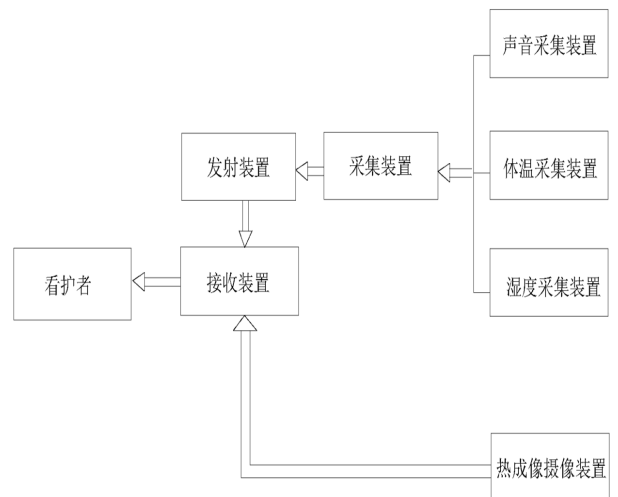 声音采集装置
发射装置
采集装置
体温采集装置
看护者
接收装置
湿度采集装置
热成像摄像装置